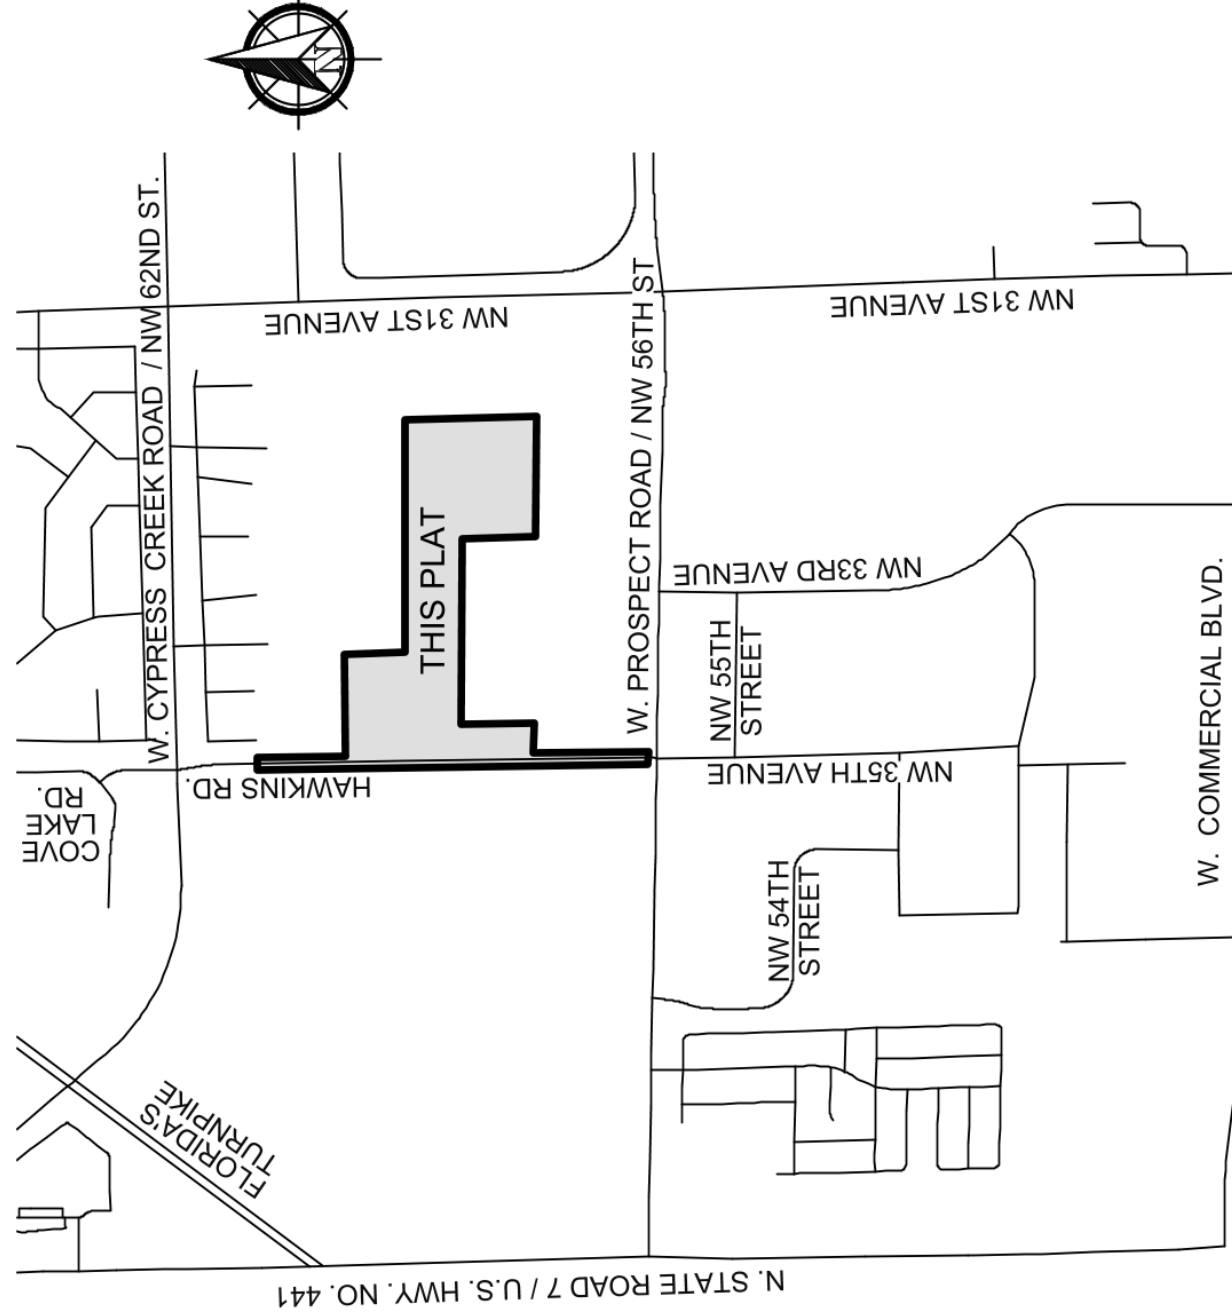 N
W. CYPRESS CREEK ROAD / NW 62ND ST.
NW 31ST AVENUE
NW 31ST AVENUE
W. PROSPECT ROAD / NW 56TH ST
THIS PLAT
NW 33RD AVENUE
NW 55TH
STREET
HAWKINS RD.
NW 35TH AVENUE
COVE
LAKE
RD.
W. COMMERCIAL BLVD.
NW 54TH
STREET
FLORIDA'S
TURNPIKE
N. STATE ROAD 7 / U.S. HWY. NO. 441